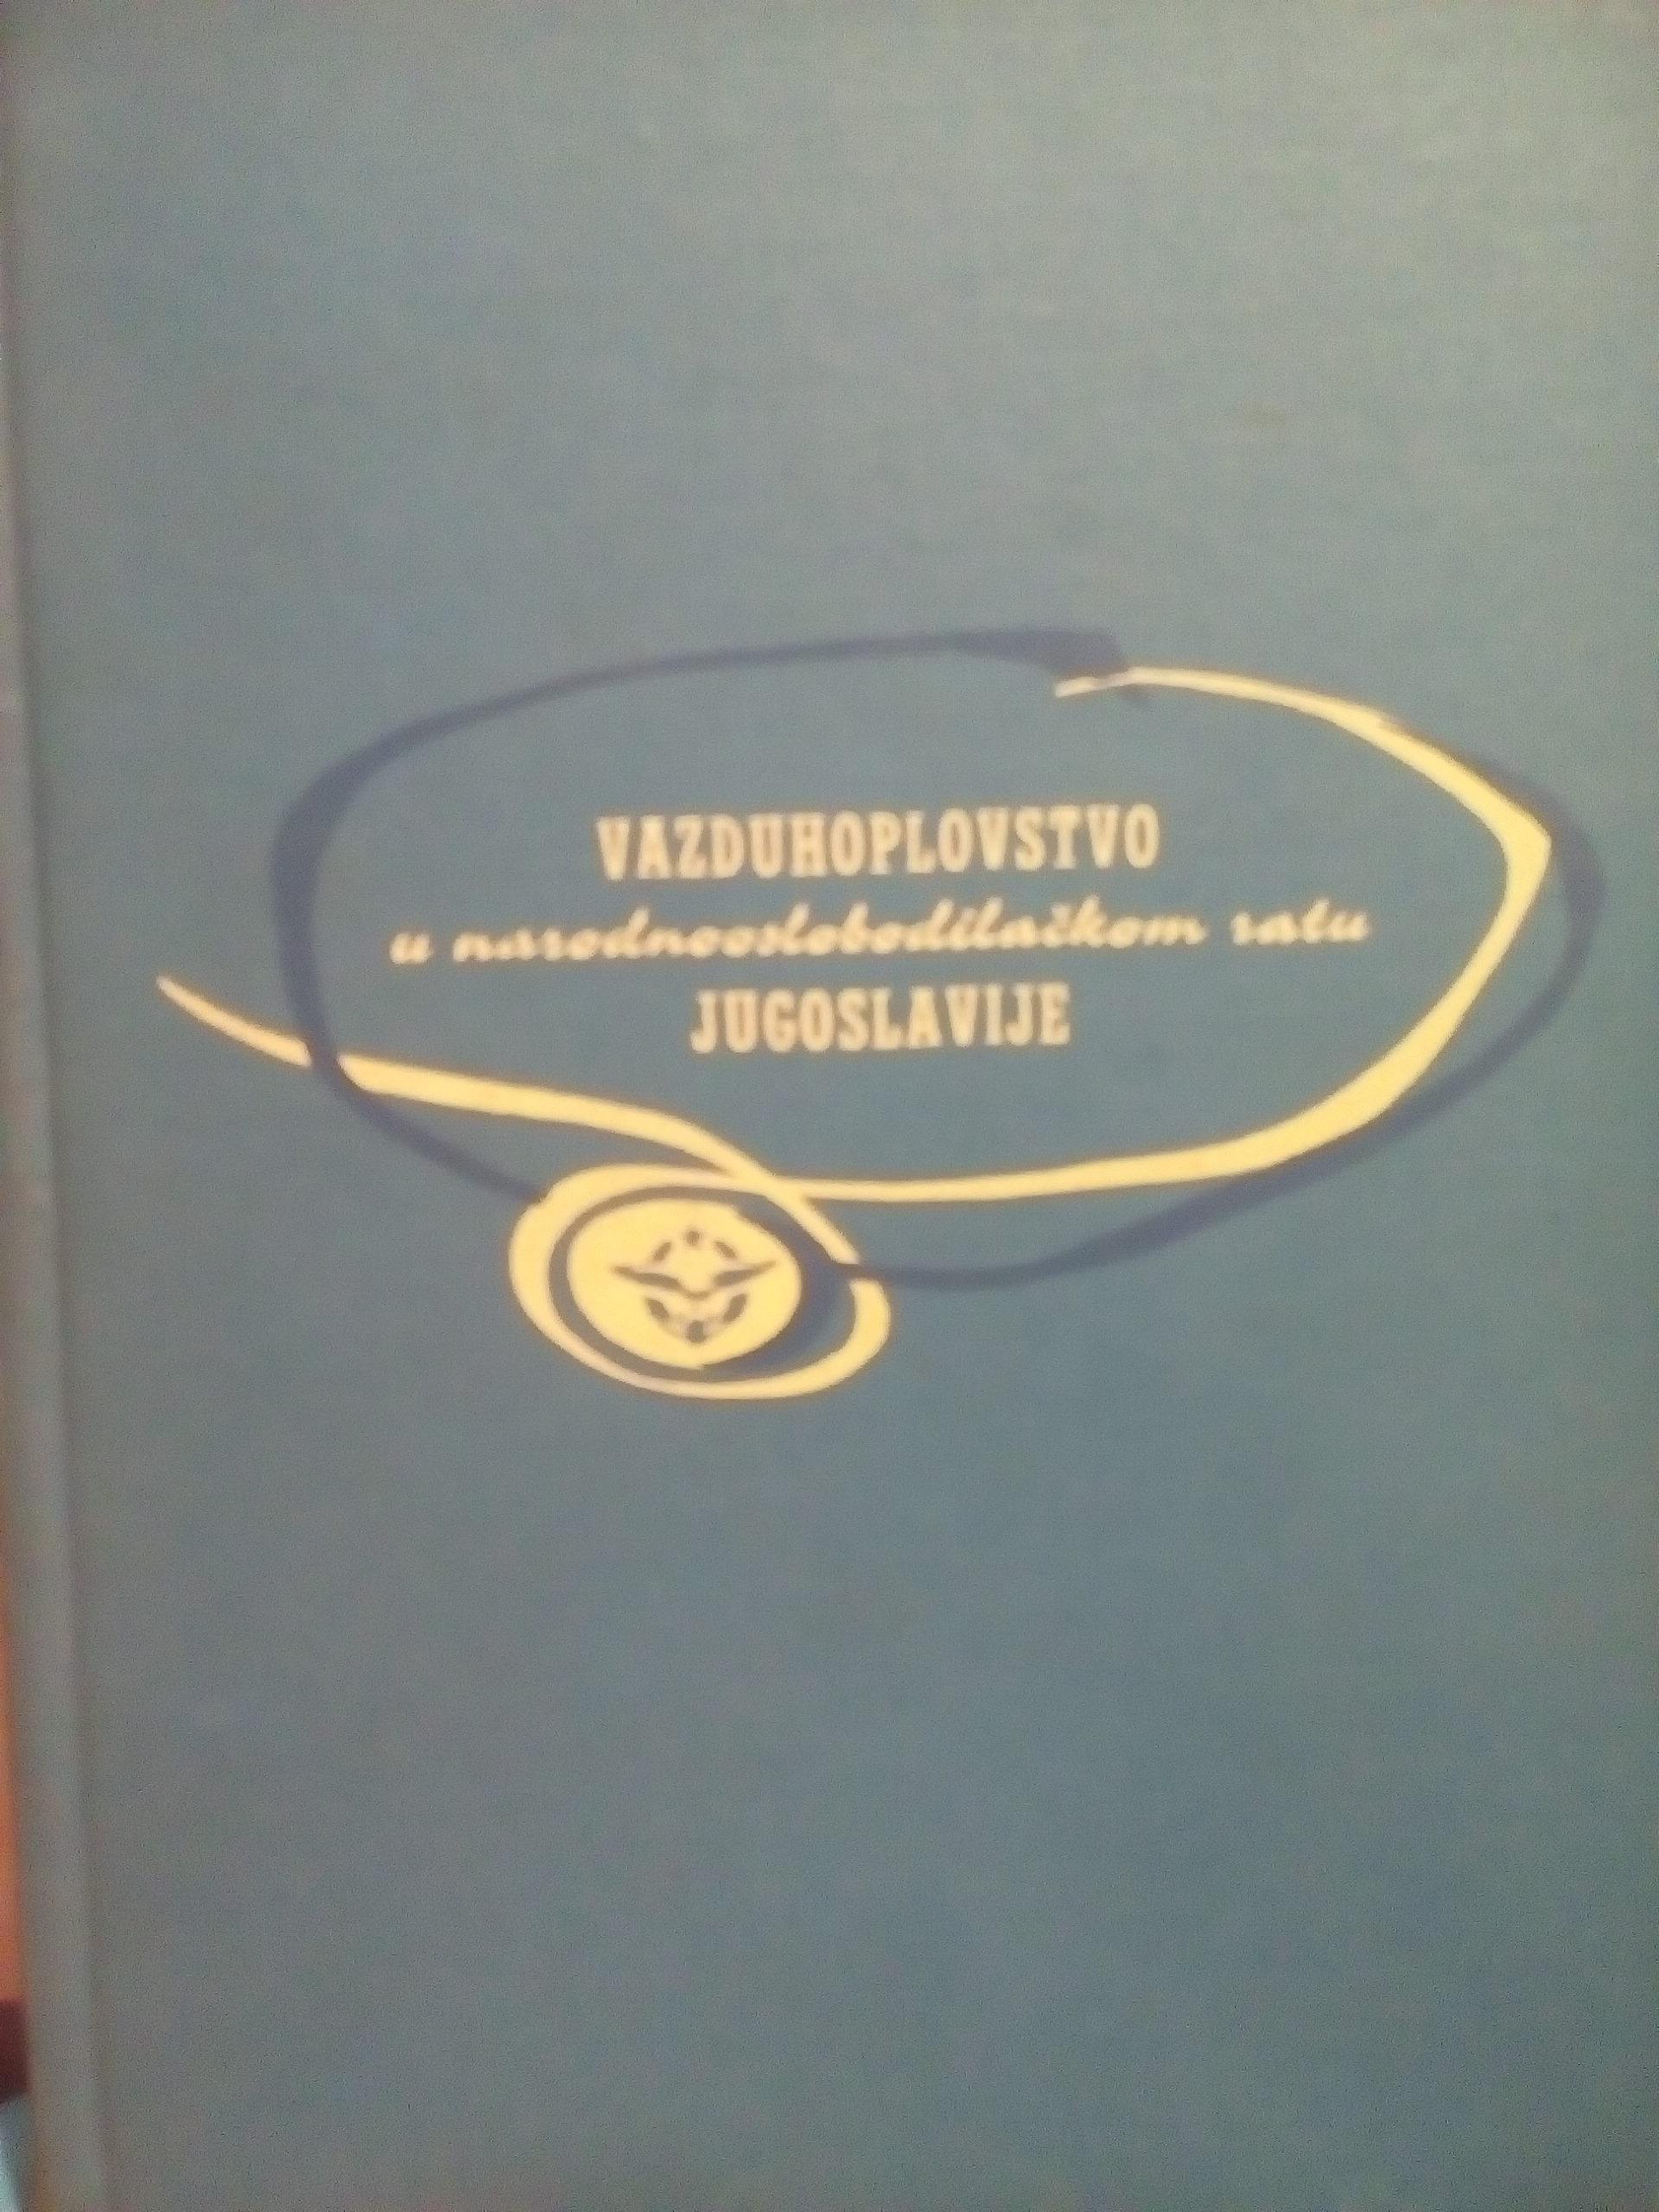 VAZDUHOPLOVSTVO
u narodnooslobodilačkom ratu
JUGOSLAVIJE